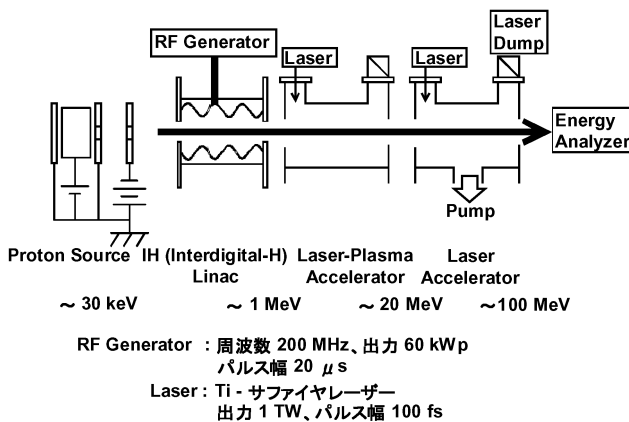 RF Generator
Laser
Laser
Laser
Dump
Energy
Analyzer
Pump
Proton Source
IH (Interdigital-H)
Linac
Laser-Plasma
Accelerator
Laser
Accelerator
～ 30 keV
～ 1 MeV
～ 20 MeV
～100 MeV
RF Generator : 周波数 200 MHz、出力 60 kWp
パルス幅 20 μs
Laser : Ti - サファイヤレーザー
出力 1 TW、パルス幅 100 fs